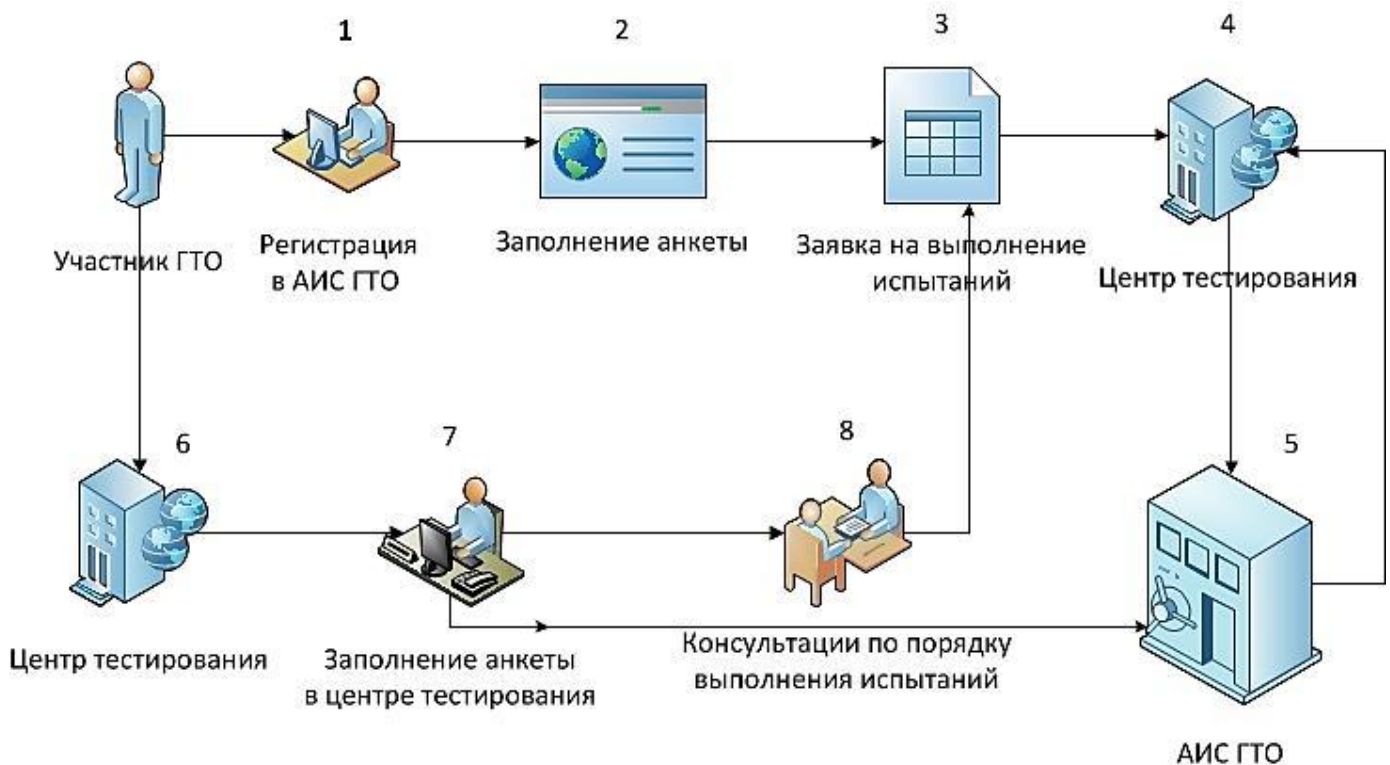 1
2
3
4
Участник ГТО
Регистрация
в АИС ГТО
Заполнение анкеты
Заявка на выполнение
испытаний
Центр тестирования
6
7
8
5
Центр тестирования
Заполнение анкеты
в центре тестирования
Консультации по порядку
выполнения испытаний
АИС ГТО